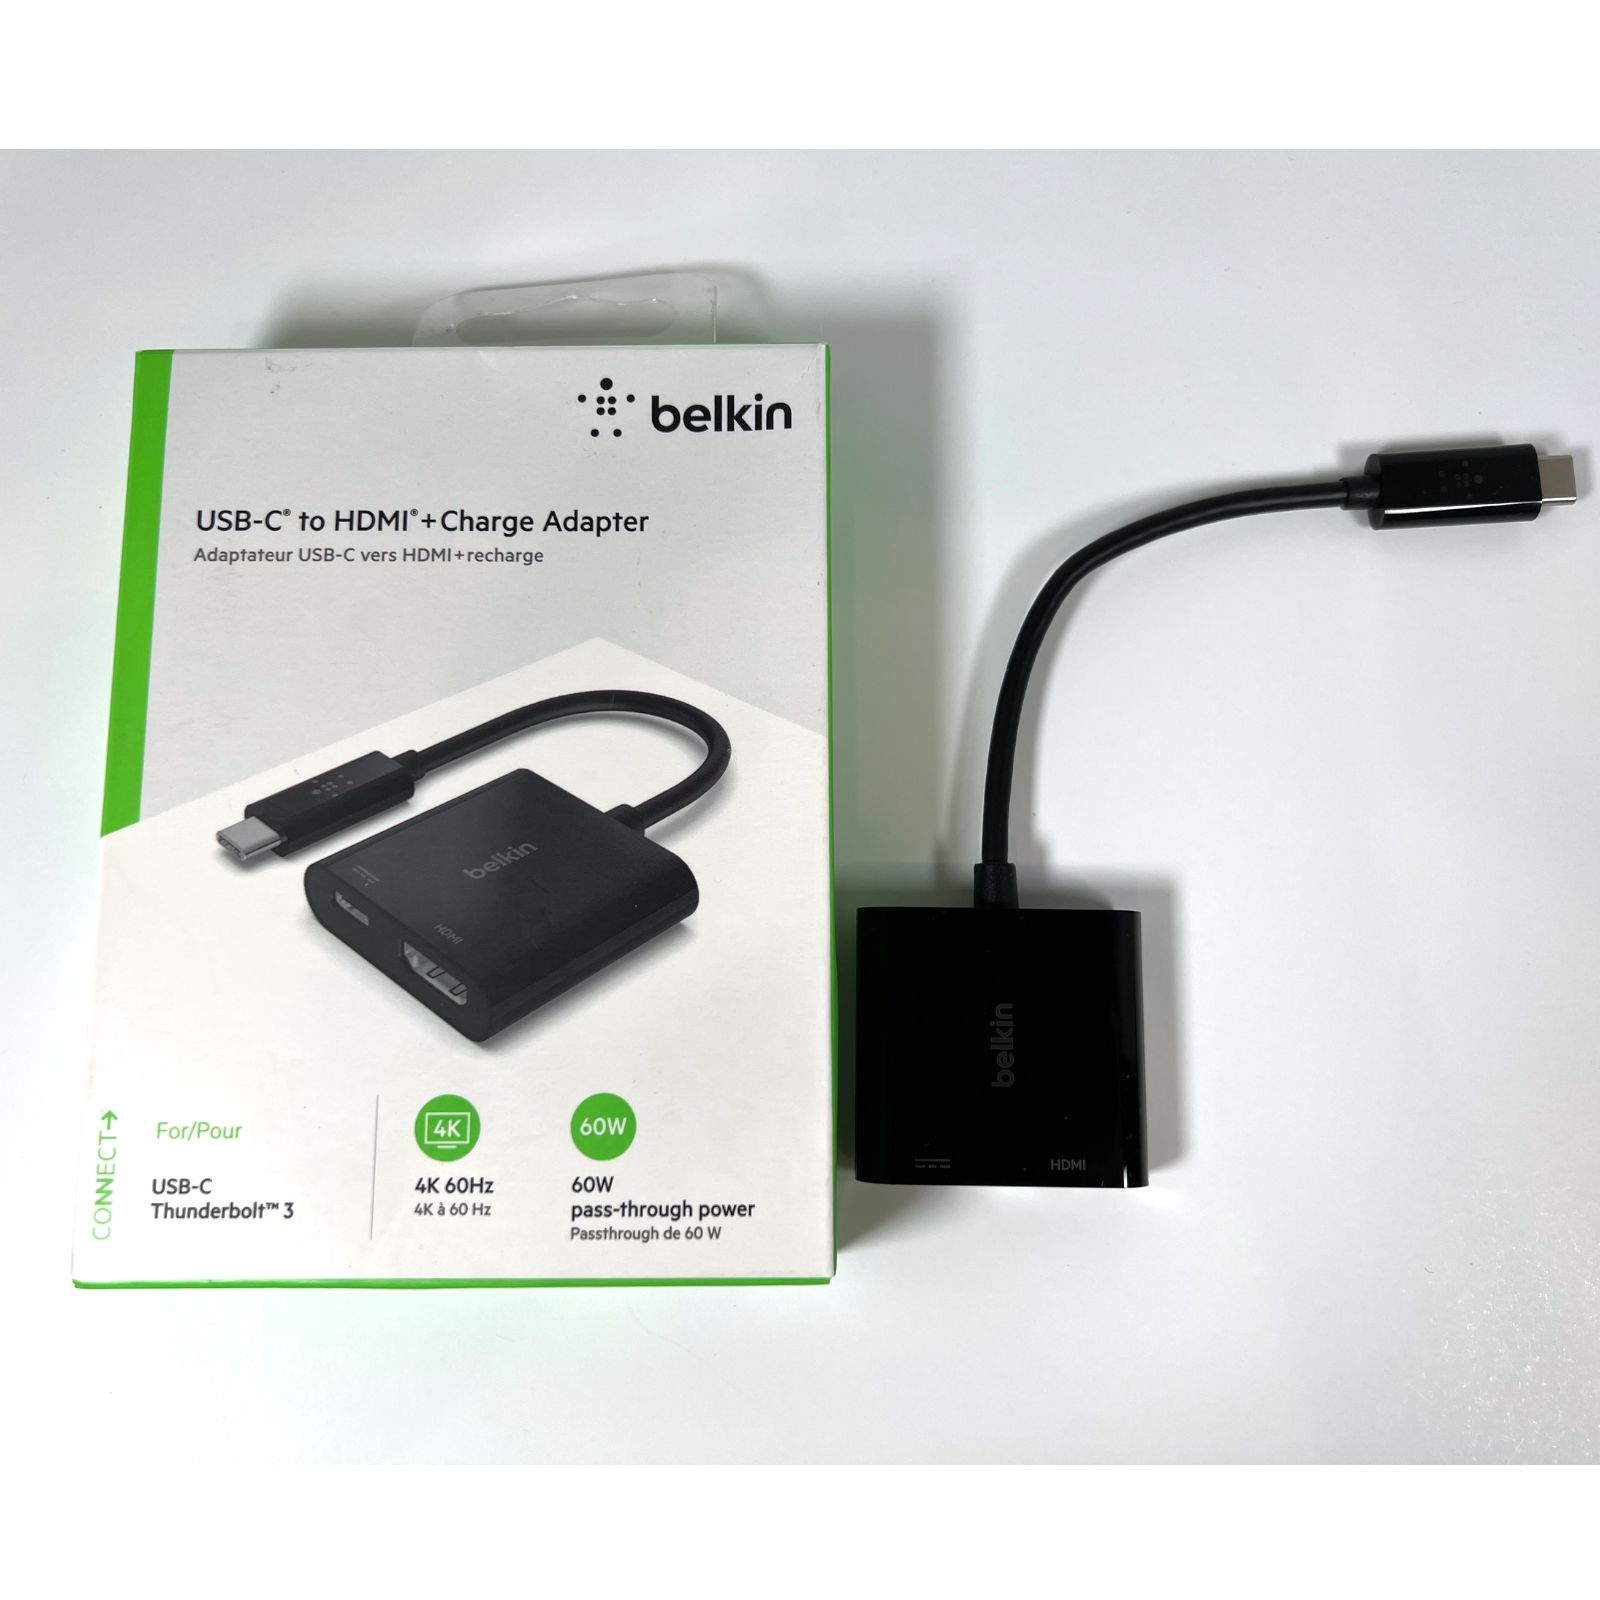 belkin
USB-C® to HDMI®+Charge Adapter
Adaptateur USB-C vers HDMI+recharge
belkin
HDMI
CONNECT→
For/Pour
USB-C
Thunderbolt™ 3
4K
4K 60Hz
4K à 60 Hz
60W
60W
pass-through power
Passthrough de 60 W
belkin
HDMI